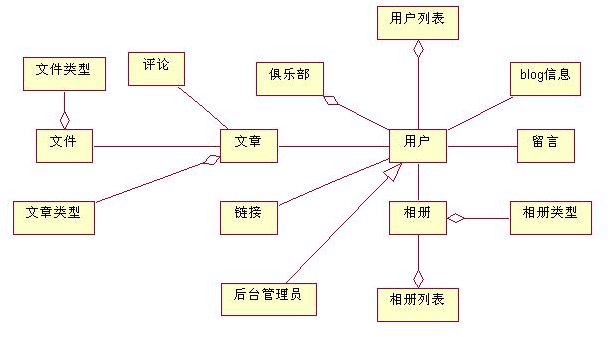 用户列表
文件类型
评论
俱乐部
blog信息
文件
文章
用户
留言
文章类型
链接
相册
相册类型
后台管理员
相册列表